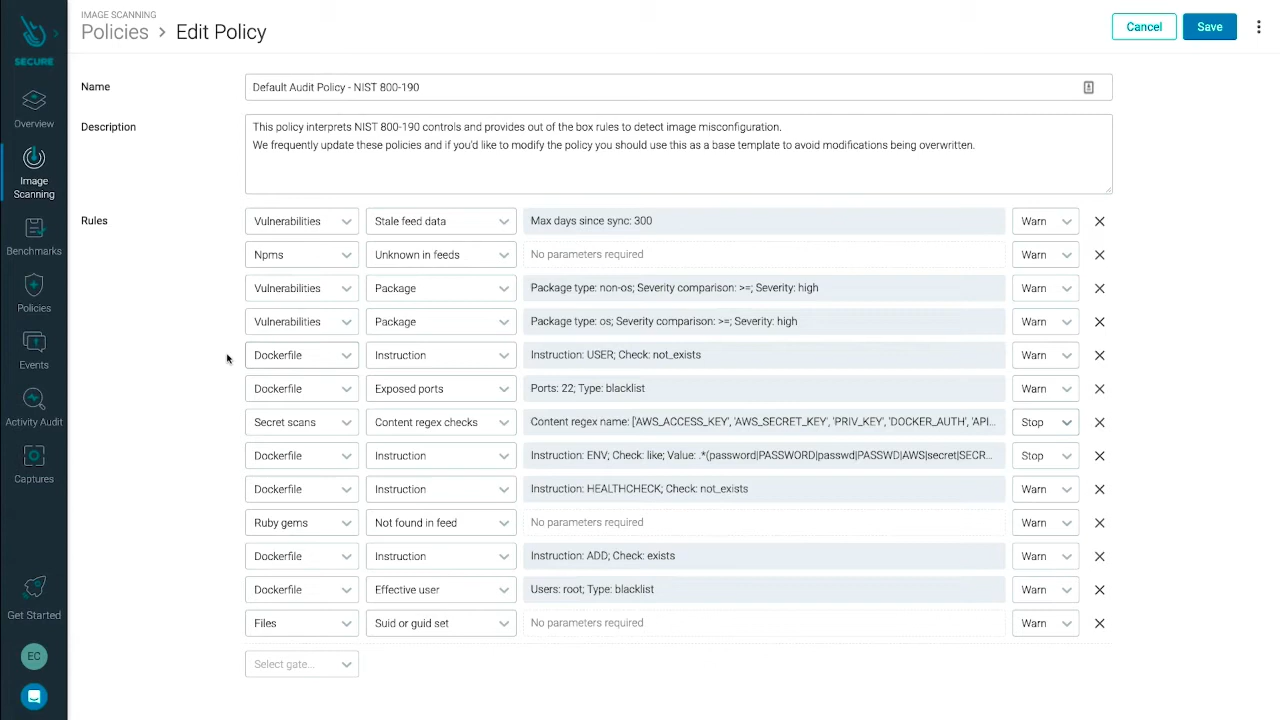 IMAGE SCANNING
Policies > Edit Policy
Cancel
Save
SECURE
Overview
Image
Scanning
Benchmarks
Policies
Events
Activity Audit
Captures
Get Started
EC
Name
Default Audit Policy - NIST 800-190
Description
This policy interprets NIST 800-190 controls and provides out of the box rules to detect image misconfiguration.
We frequently update these policies and if you'd like to modify the policy you should use this as a base template to avoid modifications being overwritten.
Rules
Vulnerabilities Stale feed data Max days since sync: 300 Warn
Npms Unknown in feeds No parameters required Warn
Vulnerabilities Package Package type: non-os; Severity comparison: >=; Severity: high Warn
Vulnerabilities Package Package type: os; Severity comparison: >=; Severity: high Warn
Dockerfile Instruction Instruction: USER; Check: not_exists Warn
Dockerfile Exposed ports Ports: 22; Type: blacklist Warn
Secret scans Content regex checks Content regex name: ['AWS_ACCESS_KEY', 'AWS_SECRET_KEY', 'PRIV_KEY', 'DOCKER_AUTH', 'API... Stop
Dockerfile Instruction Instruction: ENV; Check: like; Value: .*(password|PASSWORD|passwd|PASSWD|AWS|secret|SECR... Stop
Dockerfile Instruction Instruction: HEALTHCHECK; Check: not_exists Warn
Ruby gems Not found in feed No parameters required Warn
Dockerfile Instruction Instruction: ADD; Check: exists Warn
Dockerfile Effective user Users: root; Type: blacklist Warn
Files Suid or guid set No parameters required Warn
Select gate...